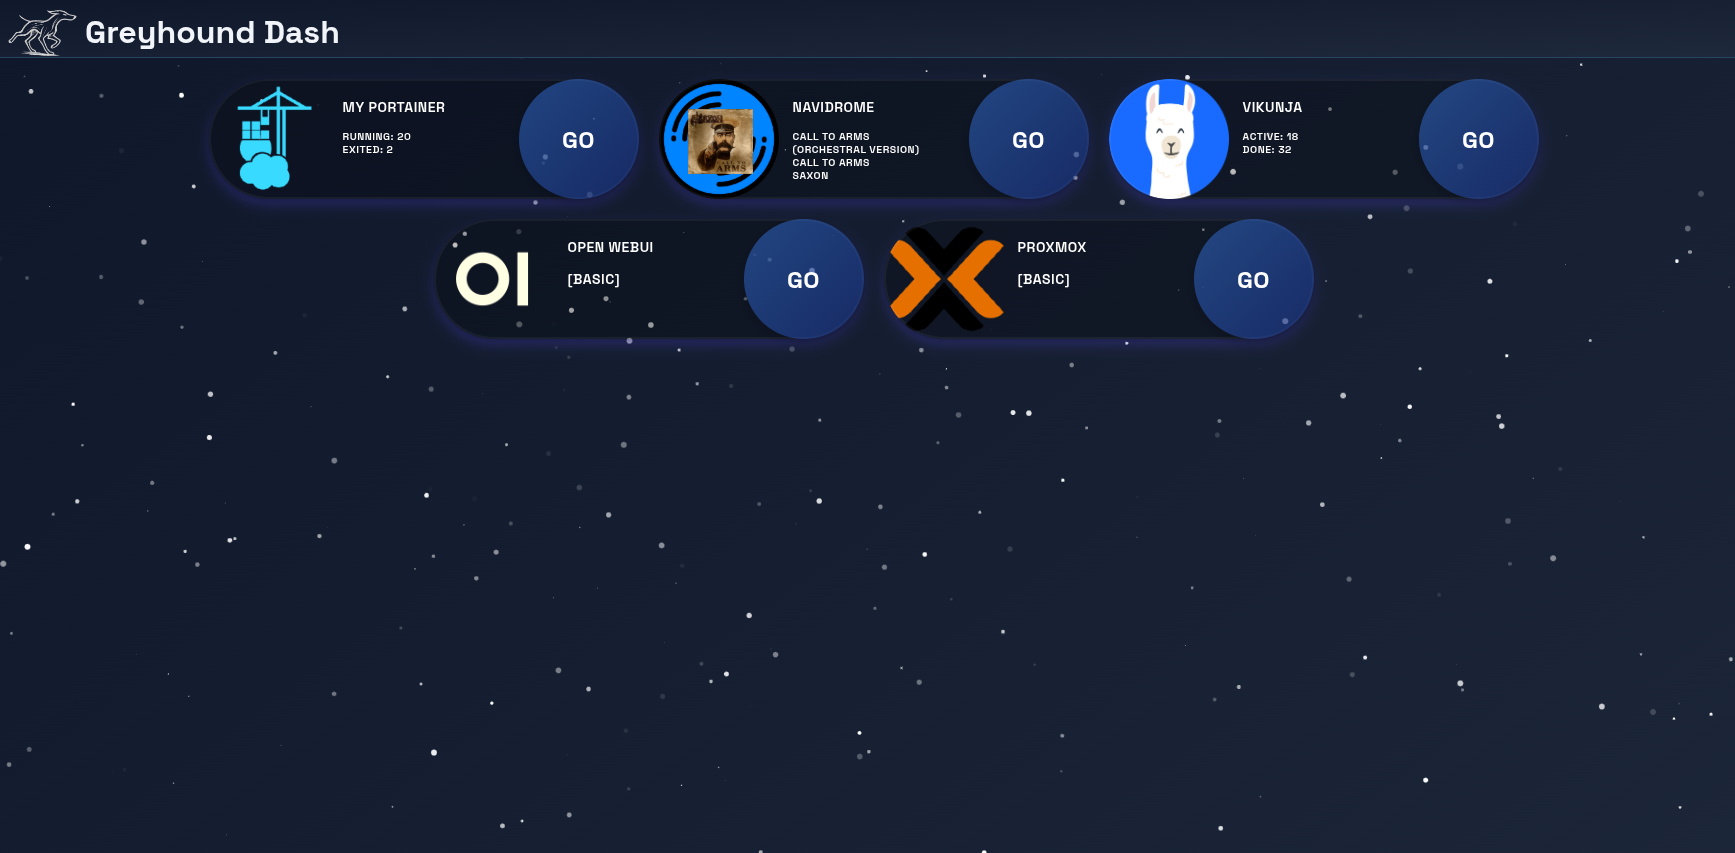 Greyhound Dash
MY PORTAINER
RUNNING: 20
EXITED: 2
GO
NAVIDROME
CALL TO ARMS
(ORCHESTRAL VERSION)
CALL TO ARMS
SAXON
ARMS
GO
VIKUNJA
ACTIVE: 18
DONE: 32
GO
OI
OPEN WEBUI
[BASIC]
GO
PROXMOX
[BASIC]
GO